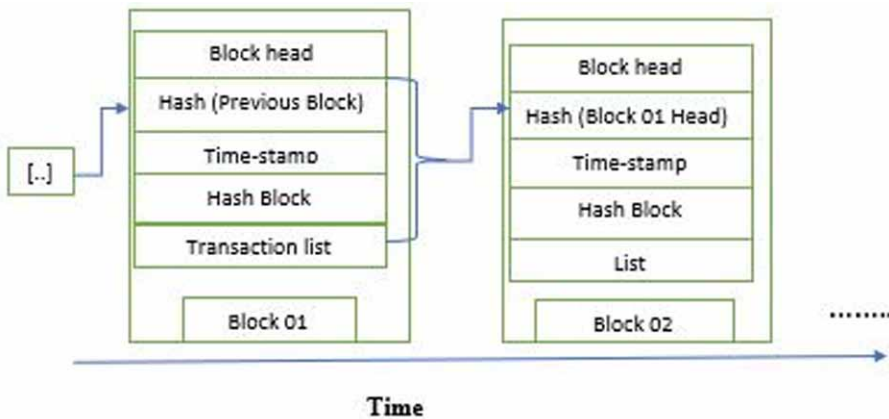 [..]
Block head
Hash (Previous Block)
Time-stamp
Hash Block
Transaction list
Block 01
Block head
Hash (Block 01 Head)
Time-stamp
Hash Block
List
Block 02
........
Time